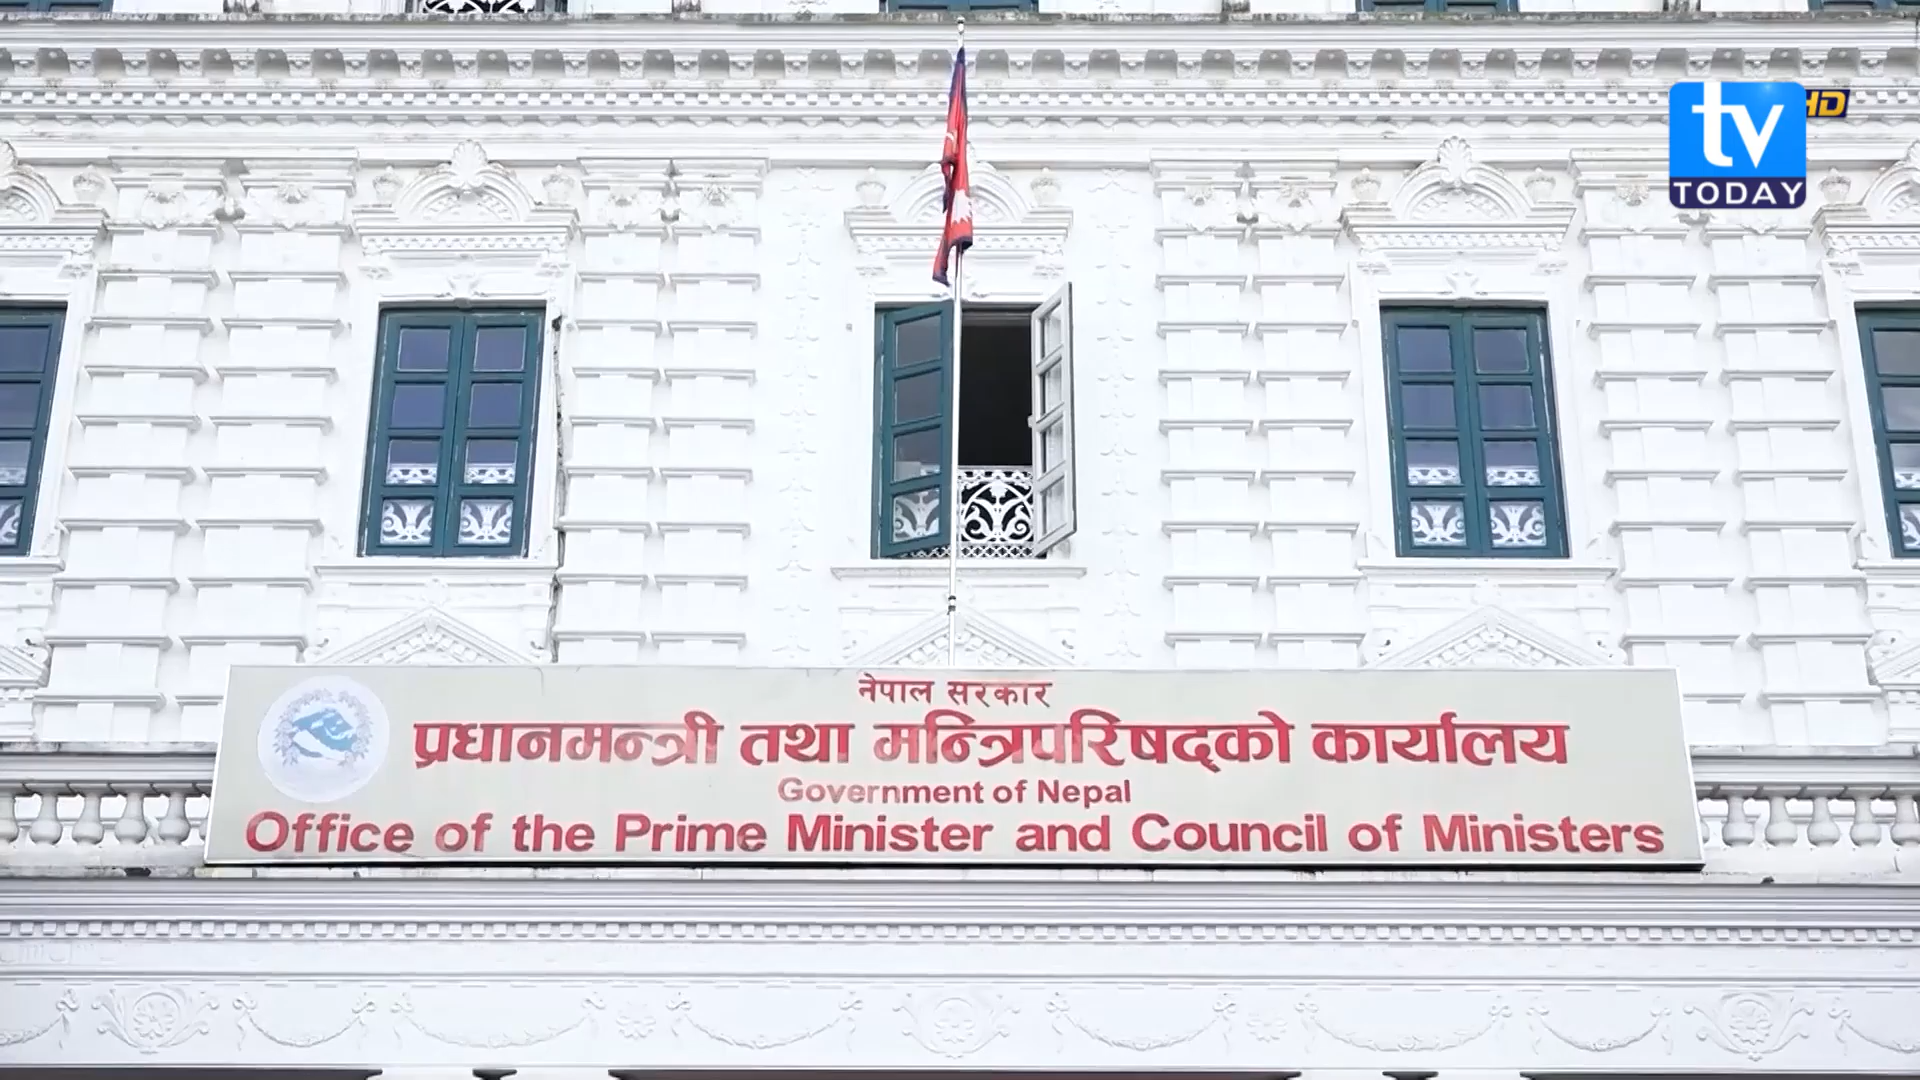 tv HD
TODAY
नेपाल सरकार
प्रधानमन्त्री तथा मन्त्रिपरिषद्को कार्यालय
Government of Nepal
Office of the Prime Minister and Council of Ministers